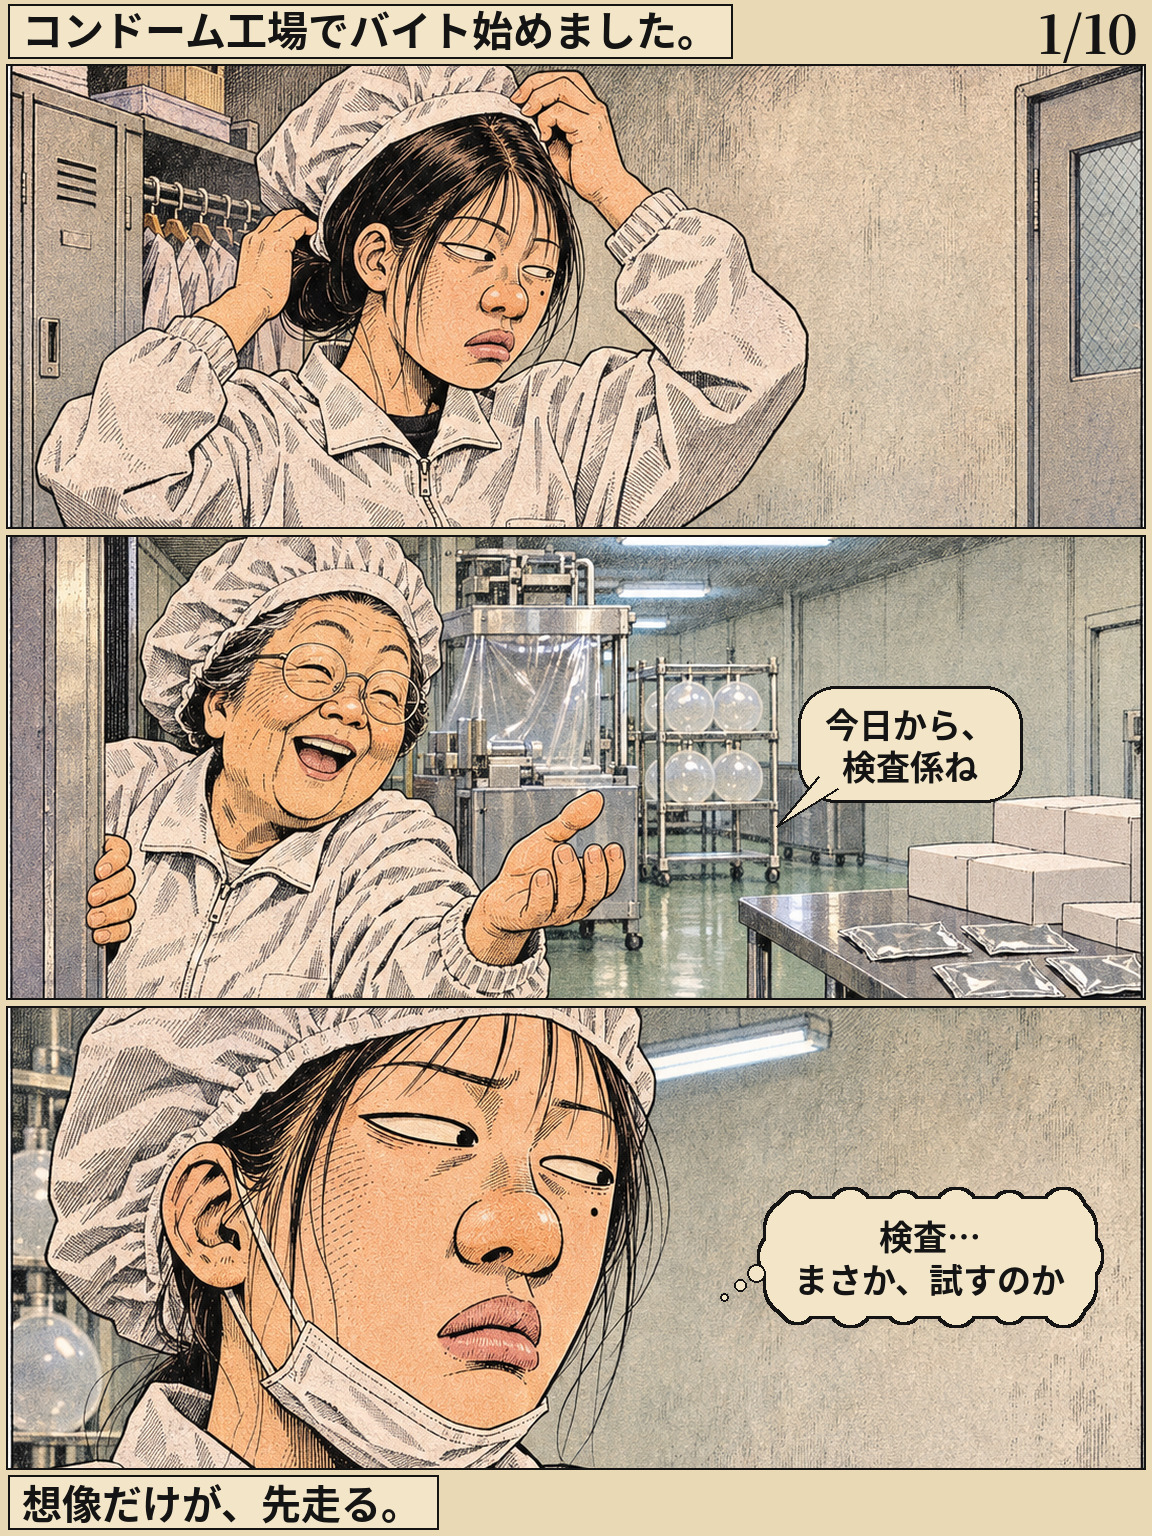 コンドーム工場でバイト始めました。
1/10
今日から、
検査係ね
検査…
まさか、試すのか
想像だけが、先走る。